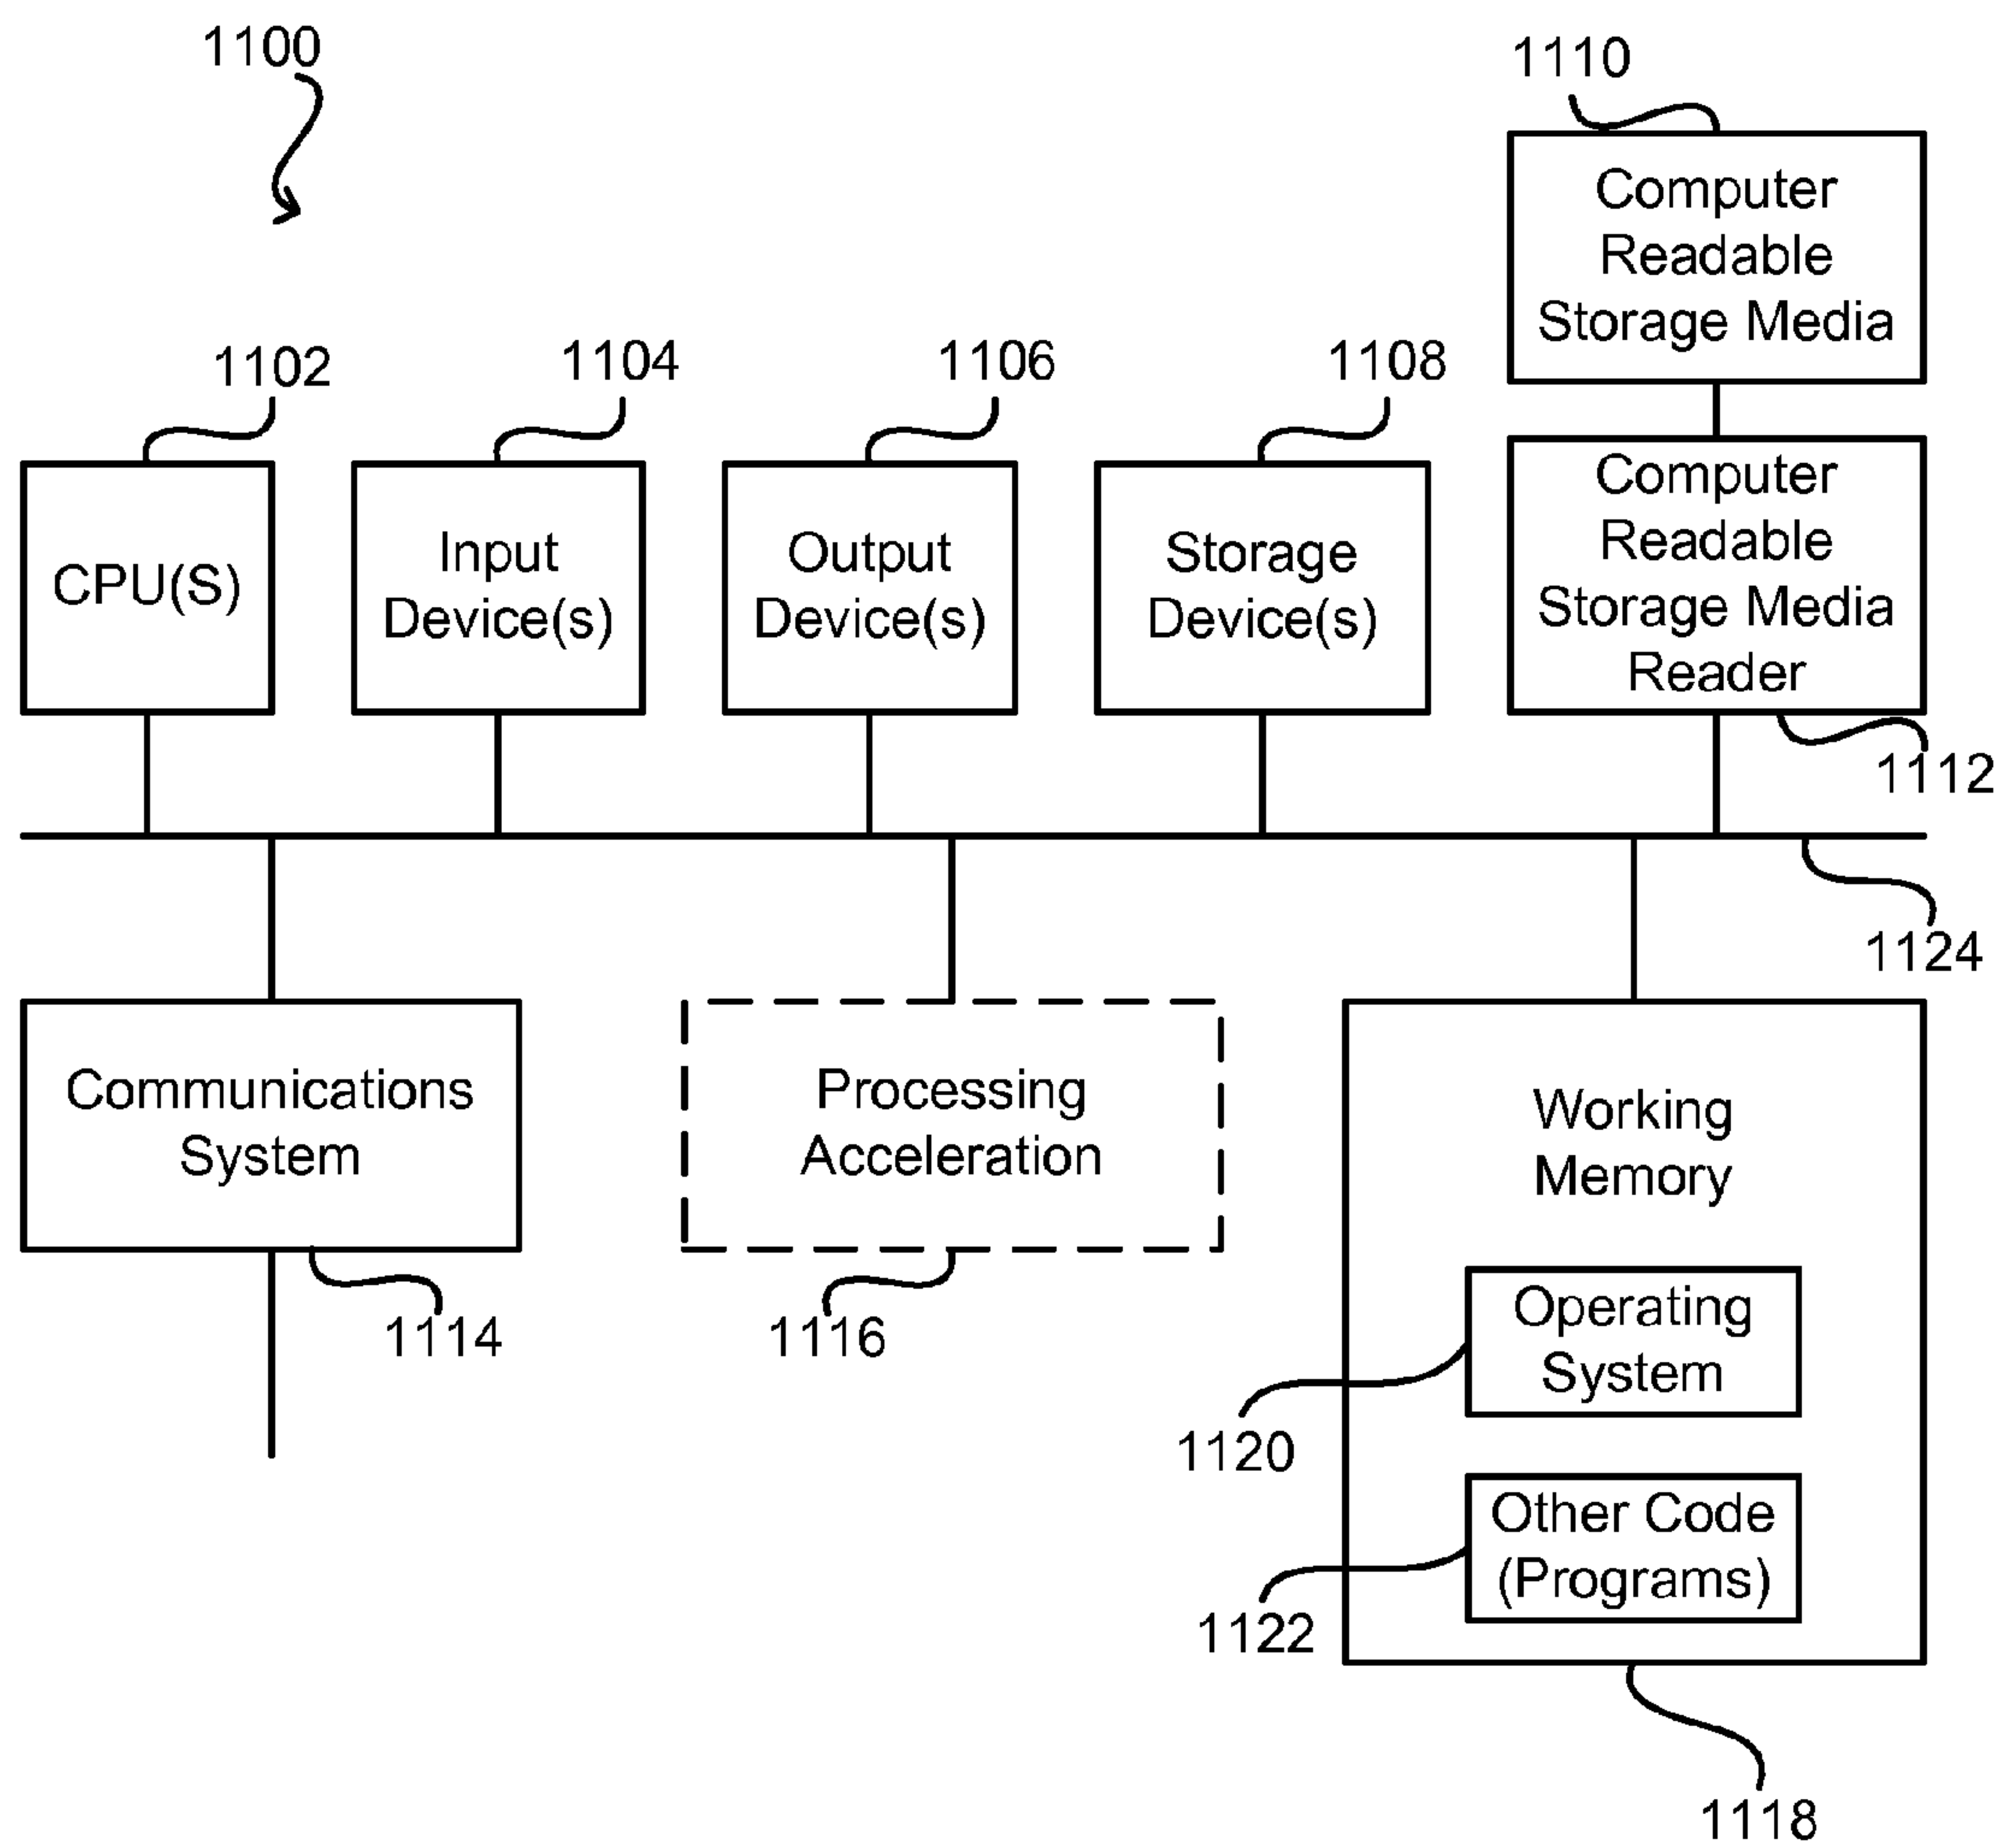 1100
1110
Computer
Readable
Storage Media
1102
1104
1106
1108
CPU(S)
Input
Device(s)
Output
Device(s)
Storage
Device(s)
Computer
Readable
Storage Media
Reader
1112
1124
Communications
System
Processing
Acceleration
Working
Memory
1114
1116
Operating
System
1120
Other Code
(Programs)
1122
1118